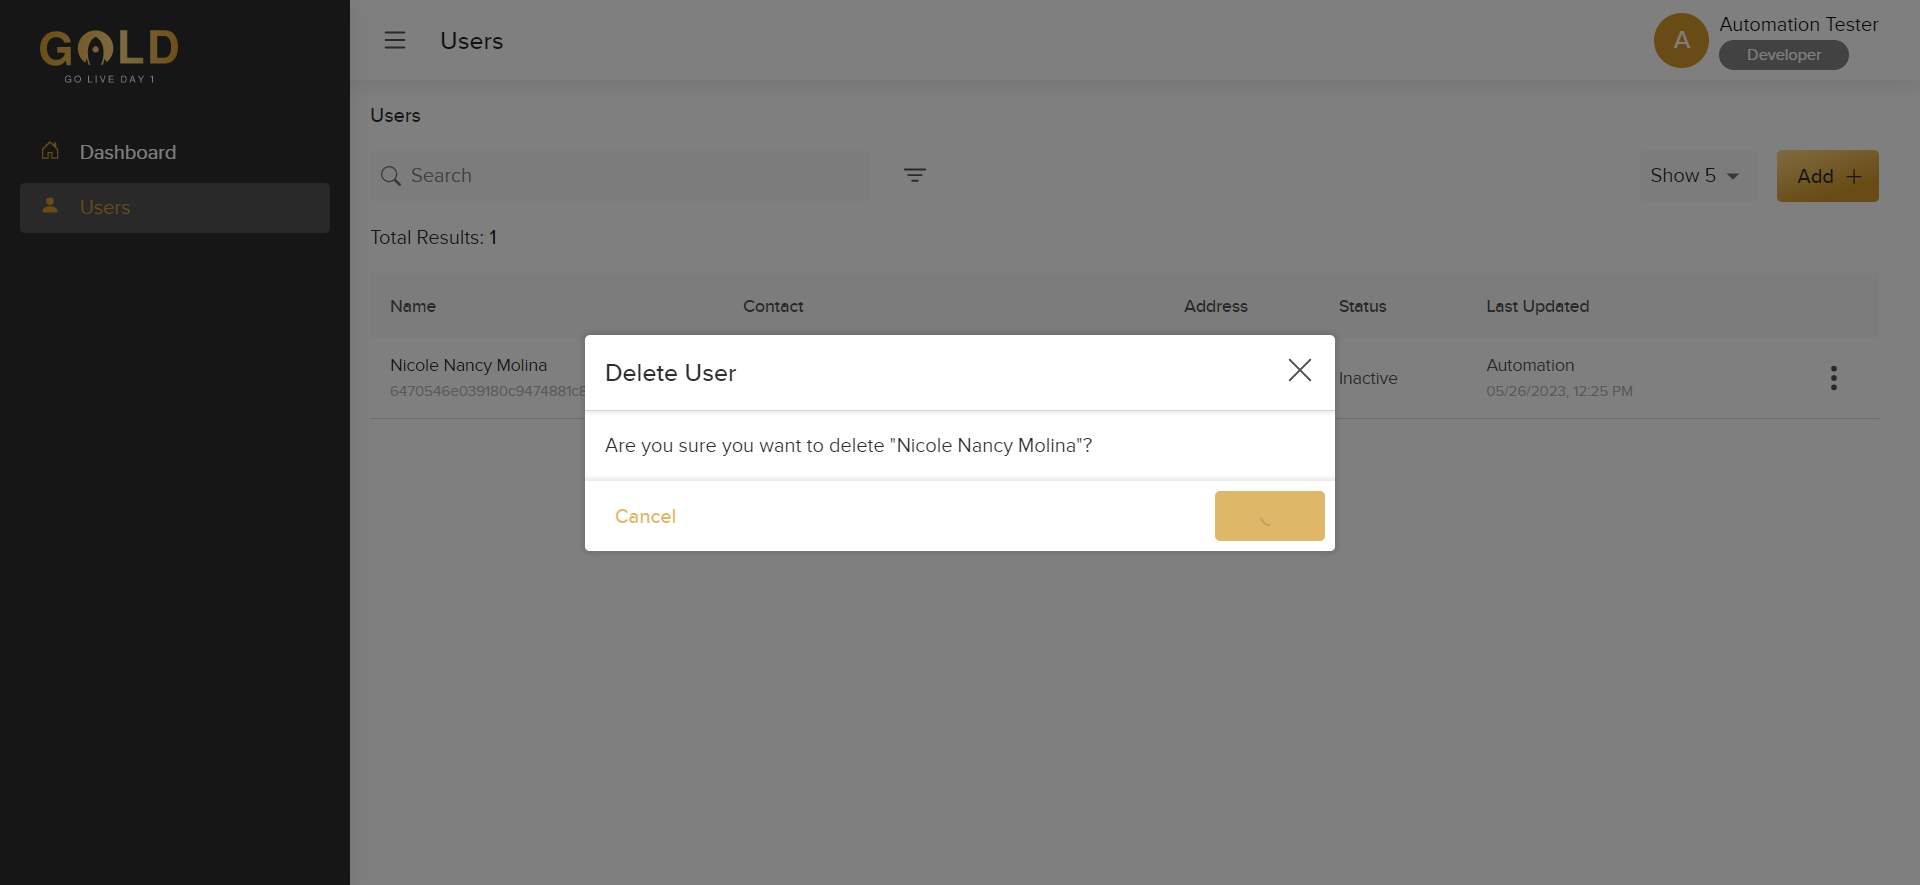 GOLD
GO LIVE DAY 1
Dashboard
Users
Users
A
Automation Tester
Developer
Users
Search
Show 5
Add
Total Results: 1
Name
Contact
Address
Status
Last Updated
Nicole Nancy Molina
6470546e039180c9474881c8
Inactive
Automation
05/26/2023, 12:25 PM
Delete User
Are you sure you want to delete "Nicole Nancy Molina"?
Cancel